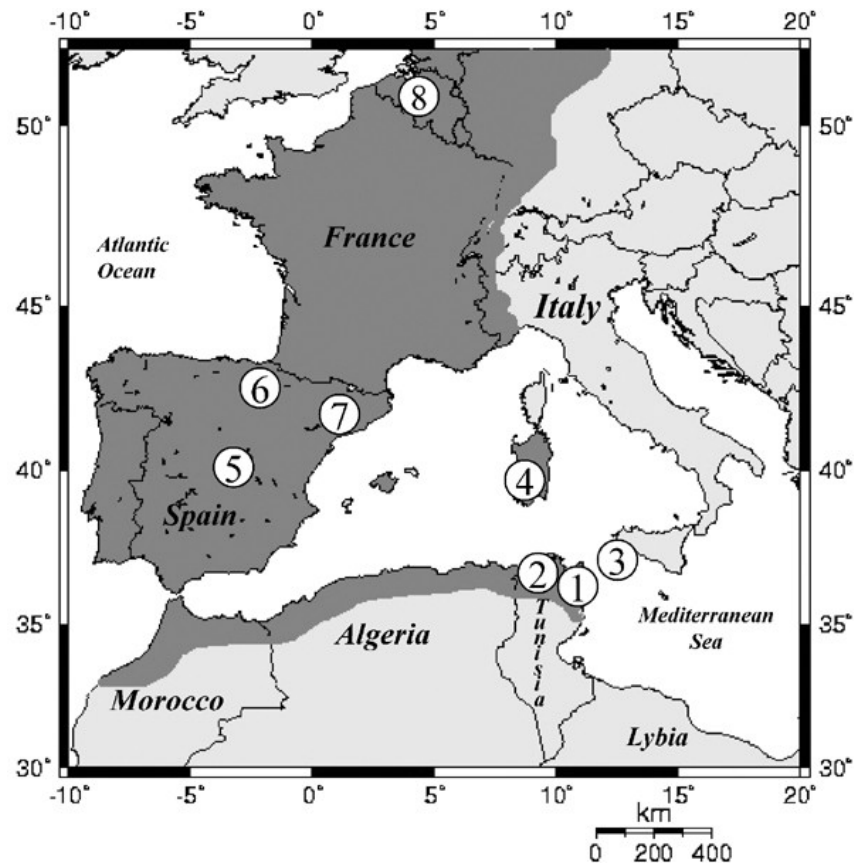 -10° -5° 0° 5° 10° 15° 20°
50° 50°
45° 45°
40° 40°
35° 35°
30° 30°
8
France
Atlantic
Ocean
Italy
6
7
5
4
Spain
3
2
1
Mediterranean
Sea
Tunisia
Algeria
Morocco
Lybia
-10° -5° 0° 5° 10° 15° 20°
km
0 200 400